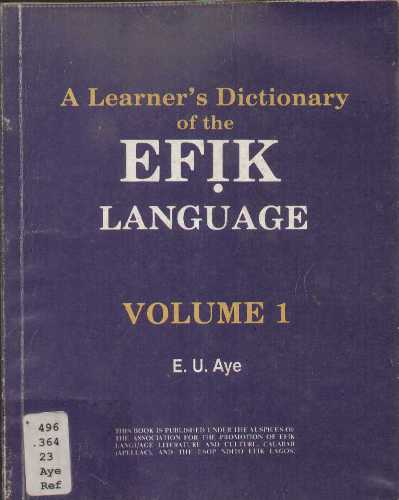 A Learner's Dictionary
of the
EFỊK
LANGUAGE
VOLUME 1
E. U. Aye
THIS BOOK IS PUBLISHED UNDER THE AUSPICES OF
THE ASSOCIATION FOR THE PROMOTION OF EFIK
LANGUAGE LITERATURE AND CULTURE, CALABAR
(APELLAC), AND THE ESOP NDITO EFIK LAGOS.
496
.364
23
Aye
Ref